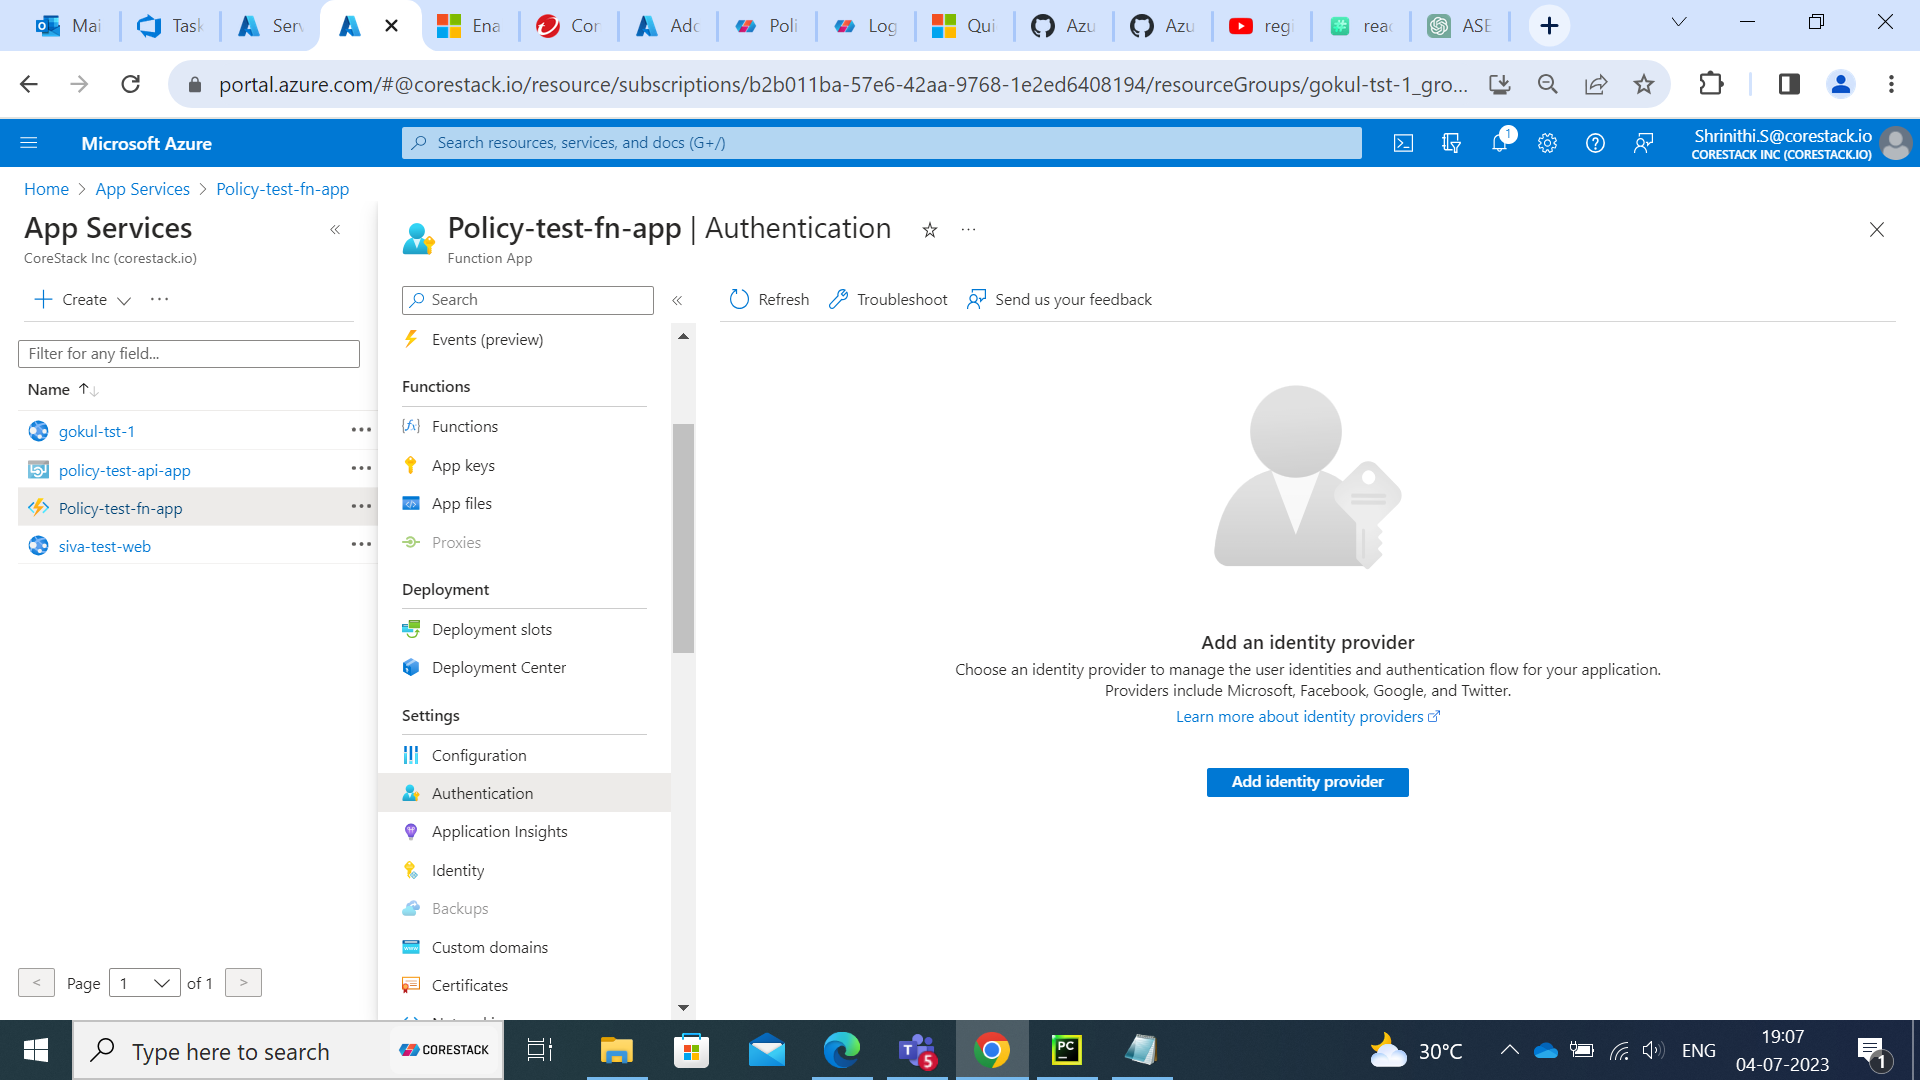 Mai
Task
Serv
Ena
Cor
Adc
Poli
Log
Qui
Azu
Azu
regi
reac
ASE
portal.azure.com/#@corestack.io/resource/subscriptions/b2b011ba-57e6-42aa-9768-1e2ed6408194/resourceGroups/gokul-tst-1_gro...
Microsoft Azure
Search resources, services, and docs (G+/)
1
Shrinithi.S@corestack.io
CORESTACK INC (CORESTACK.IO)
Home > App Services > Policy-test-fn-app
App Services
CoreStack Inc (corestack.io)
Create
Filter for any field...
Name
gokul-tst-1
policy-test-api-app
Policy-test-fn-app
siva-test-web
< Page 1 of 1 >
Policy-test-fn-app | Authentication
Function App
Search
Events (preview)
Functions
Functions
App keys
App files
Proxies
Deployment
Deployment slots
Deployment Center
Settings
Configuration
Authentication
Application Insights
Identity
Backups
Custom domains
Certificates
Refresh
Troubleshoot
Send us your feedback
Add an identity provider
Choose an identity provider to manage the user identities and authentication flow for your application.
Providers include Microsoft, Facebook, Google, and Twitter.
Learn more about identity providers
Add identity provider
Type here to search
CORESTACK
5
PC
30°C
ENG
19:07
04-07-2023
1